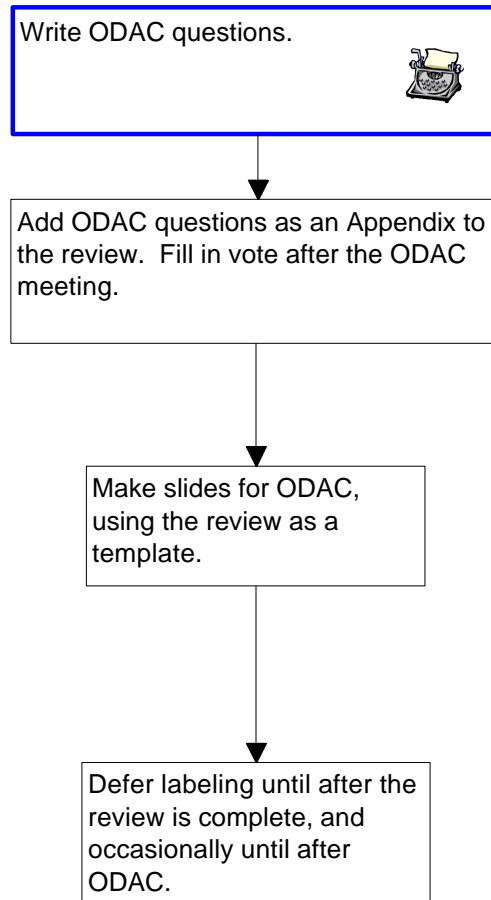 Write ODAC questions.
Add ODAC questions as an Appendix to
the review.  Fill in vote after the ODAC
meeting.
Make slides for ODAC,
using the review as a
template.
Defer labeling until after the
review is complete, and
occasionally until after
ODAC.